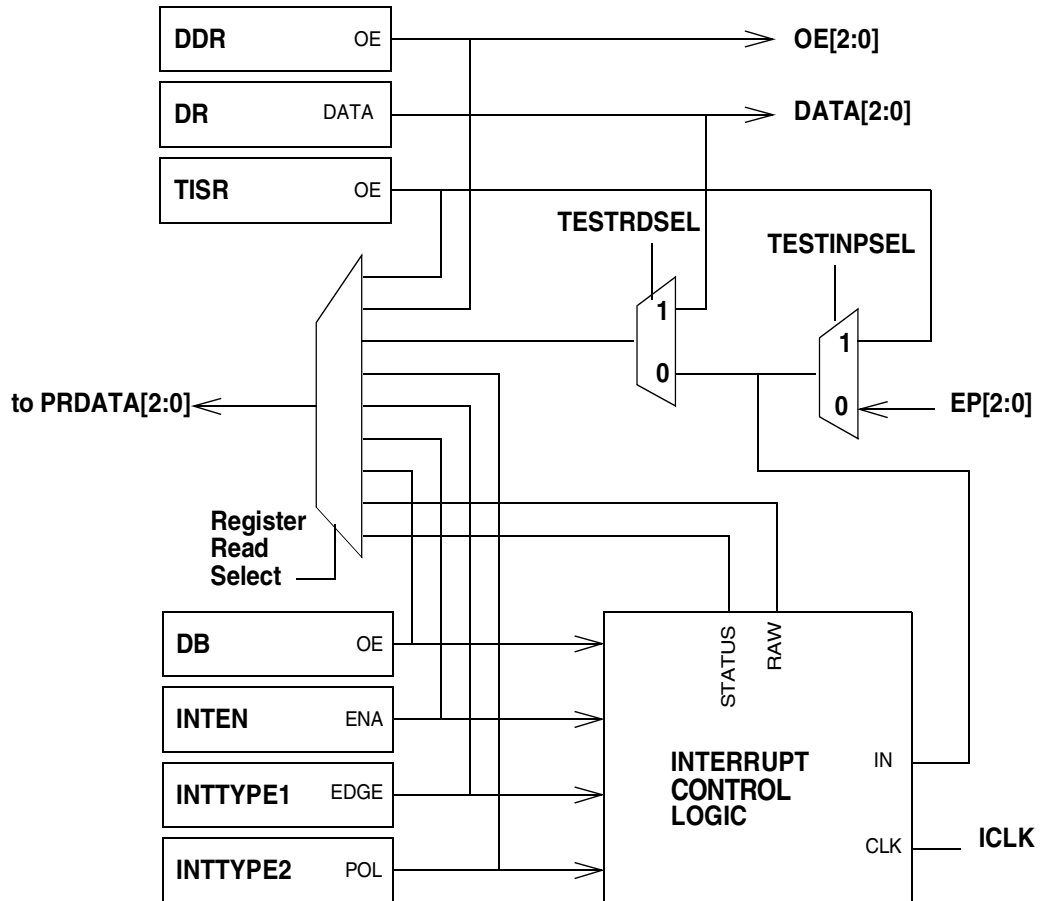 DDR OE OE[2:0]
DR DATA DATA[2:0]
TISR OE
TESTRDSEL
TESTINPSEL
1
1
0
0
to PRDATA[2:0]
EP[2:0]
Register
Read
Select
DB OE
STATUS
RAW
INTEN ENA
INTERRUPT
CONTROL
LOGIC
IN
INTTYPE1 EDGE
CLK
ICLK
INTTYPE2 POL